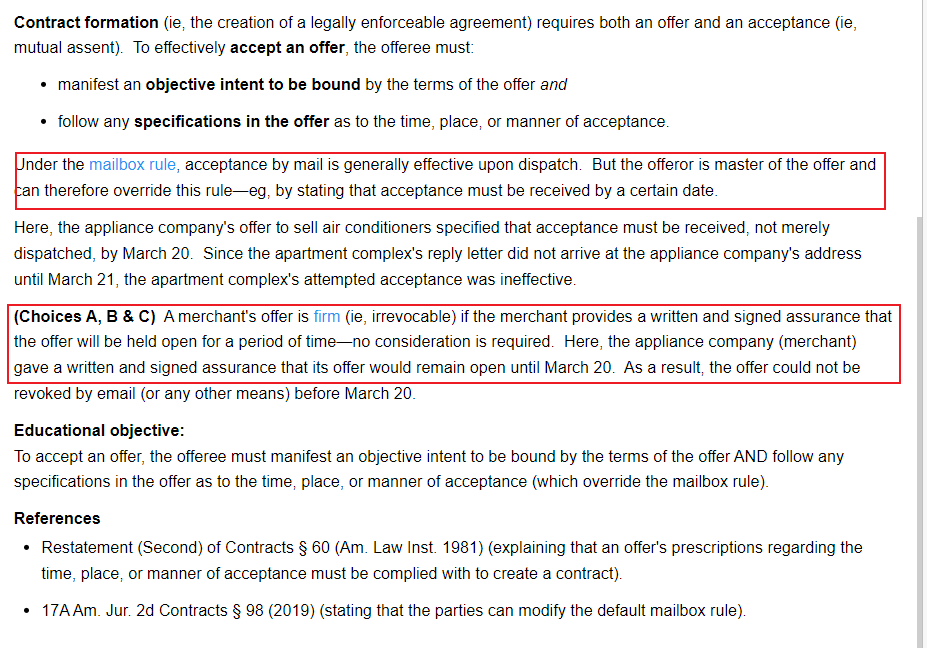 Contract formation (ie, the creation of a legally enforceable agreement) requires both an offer and an acceptance (ie,
mutual assent). To effectively accept an offer, the offeree must:
• manifest an objective intent to be bound by the terms of the offer and
• follow any specifications in the offer as to the time, place, or manner of acceptance.
Under the mailbox rule, acceptance by mail is generally effective upon dispatch. But the offeror is master of the offer and
can therefore override this rule—eg, by stating that acceptance must be received by a certain date.
Here, the appliance company's offer to sell air conditioners specified that acceptance must be received, not merely
dispatched, by March 20. Since the apartment complex's reply letter did not arrive at the appliance company's address
until March 21, the apartment complex's attempted acceptance was ineffective.
(Choices A, B & C) A merchant's offer is firm (ie, irrevocable) if the merchant provides a written and signed assurance that
the offer will be held open for a period of time—no consideration is required. Here, the appliance company (merchant)
gave a written and signed assurance that its offer would remain open until March 20. As a result, the offer could not be
revoked by email (or any other means) before March 20.
Educational objective:
To accept an offer, the offeree must manifest an objective intent to be bound by the terms of the offer AND follow any
specifications in the offer as to the time, place, or manner of acceptance (which override the mailbox rule).
References
• Restatement (Second) of Contracts § 60 (Am. Law Inst. 1981) (explaining that an offer's prescriptions regarding the
time, place, or manner of acceptance must be complied with to create a contract).
• 17A Am. Jur. 2d Contracts § 98 (2019) (stating that the parties can modify the default mailbox rule).